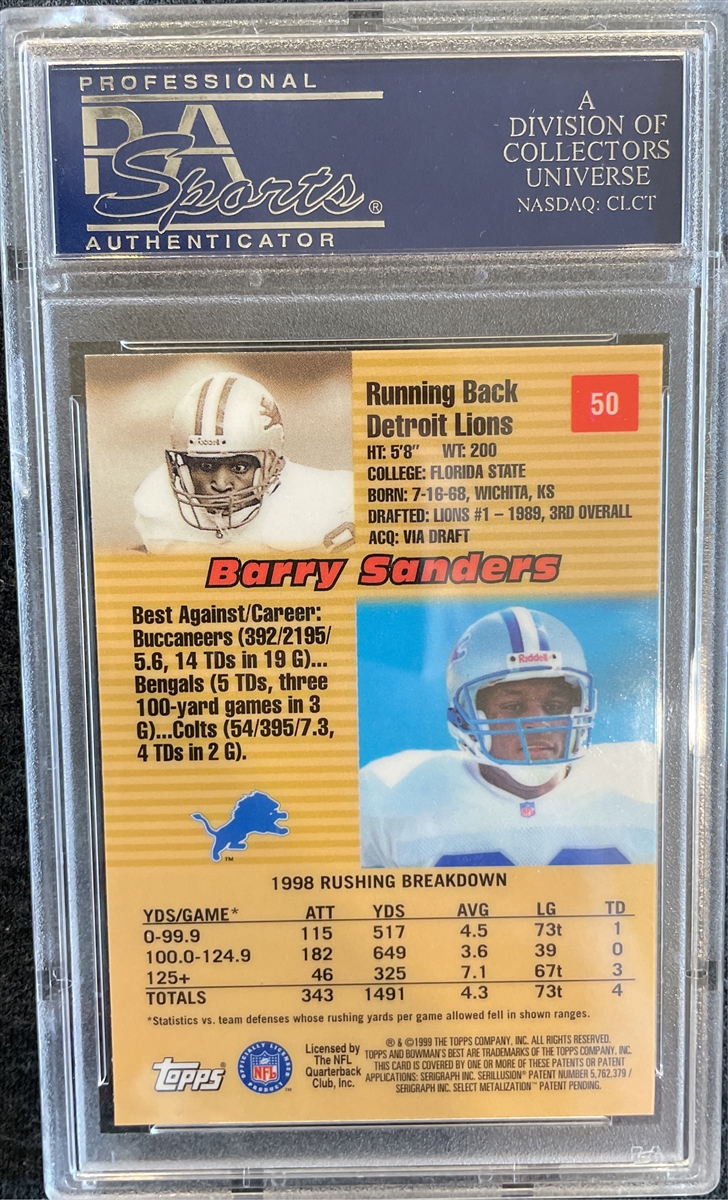 PROFESSIONAL
PSA
Sports®
AUTHENTICATOR
A
DIVISION OF
COLLECTORS
UNIVERSE
NASDAQ: CLCT
Running Back
Detroit Lions
50
HT: 5'8" WT: 200
COLLEGE: FLORIDA STATE
BORN: 7-16-68, WICHITA, KS
DRAFTED: LIONS #1 – 1989, 3RD OVERALL
ACQ: VIA DRAFT
Riddell
Barry Sanders
Best Against/Career:
Buccaneers (392/2195/
5.6, 14 TDs in 19 G)...
Bengals (5 TDs, three
100-yard games in 3
G)...Colts (54/395/7.3,
4 TDs in 2 G).
Riddell
NFL
TM
1998 RUSHING BREAKDOWN
YDS/GAME* ATT YDS AVG LG TD
0-99.9 115 517 4.5 73t 1
100.0-124.9 182 649 3.6 39 0
125+ 46 325 7.1 67t 3
TOTALS 343 1491 4.3 73t 4
*Statistics vs. team defenses whose rushing yards per game allowed fell in shown ranges.
topps®
OFFICIALLY LICENSED
NFL
PRODUCT
TM
Licensed by
The NFL
Quarterback
Club, Inc.
® & ©1999 THE TOPPS COMPANY, INC. ALL RIGHTS RESERVED.
TOPPS AND BOWMAN'S BEST ARE TRADEMARKS OF THE TOPPS COMPANY, INC.
THIS CARD IS COVERED BY ONE OR MORE OF THESE PATENTS OR PATENT
APPLICATIONS: SERIGRAPH INC. SERILLUSION® PATENT NUMBER 5,762,379 /
SERIGRAPH INC. SELECT METALIZATION™ PATENT PENDING.
PSA